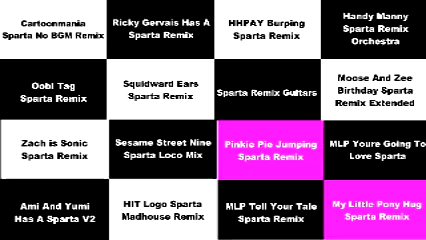 Cartoonmania
Sparta No BGM Remix
Ricky Gervais Has A
Sparta Remix
HHPAY Burping
Sparta Remix
Handy Manny
Sparta Remix
Orchestra
Oobi Tag
Sparta Remix
Squidward Ears
Sparta Remix
Sparta Remix Guitars
Moose And Zee
Birthday Sparta
Remix Extended
Zach is Sonic
Sparta Remix
Sesame Street Nine
Sparta Loco Mix
Pinkie Pie Jumping
Sparta Remix
MLP Youre Going To
Love Sparta
Ami And Yumi
Has A Sparta V2
HIT Logo Sparta
Madhouse Remix
MLP Tell Your Tale
Sparta Remix
My Little Pony Hug
Sparta Remix